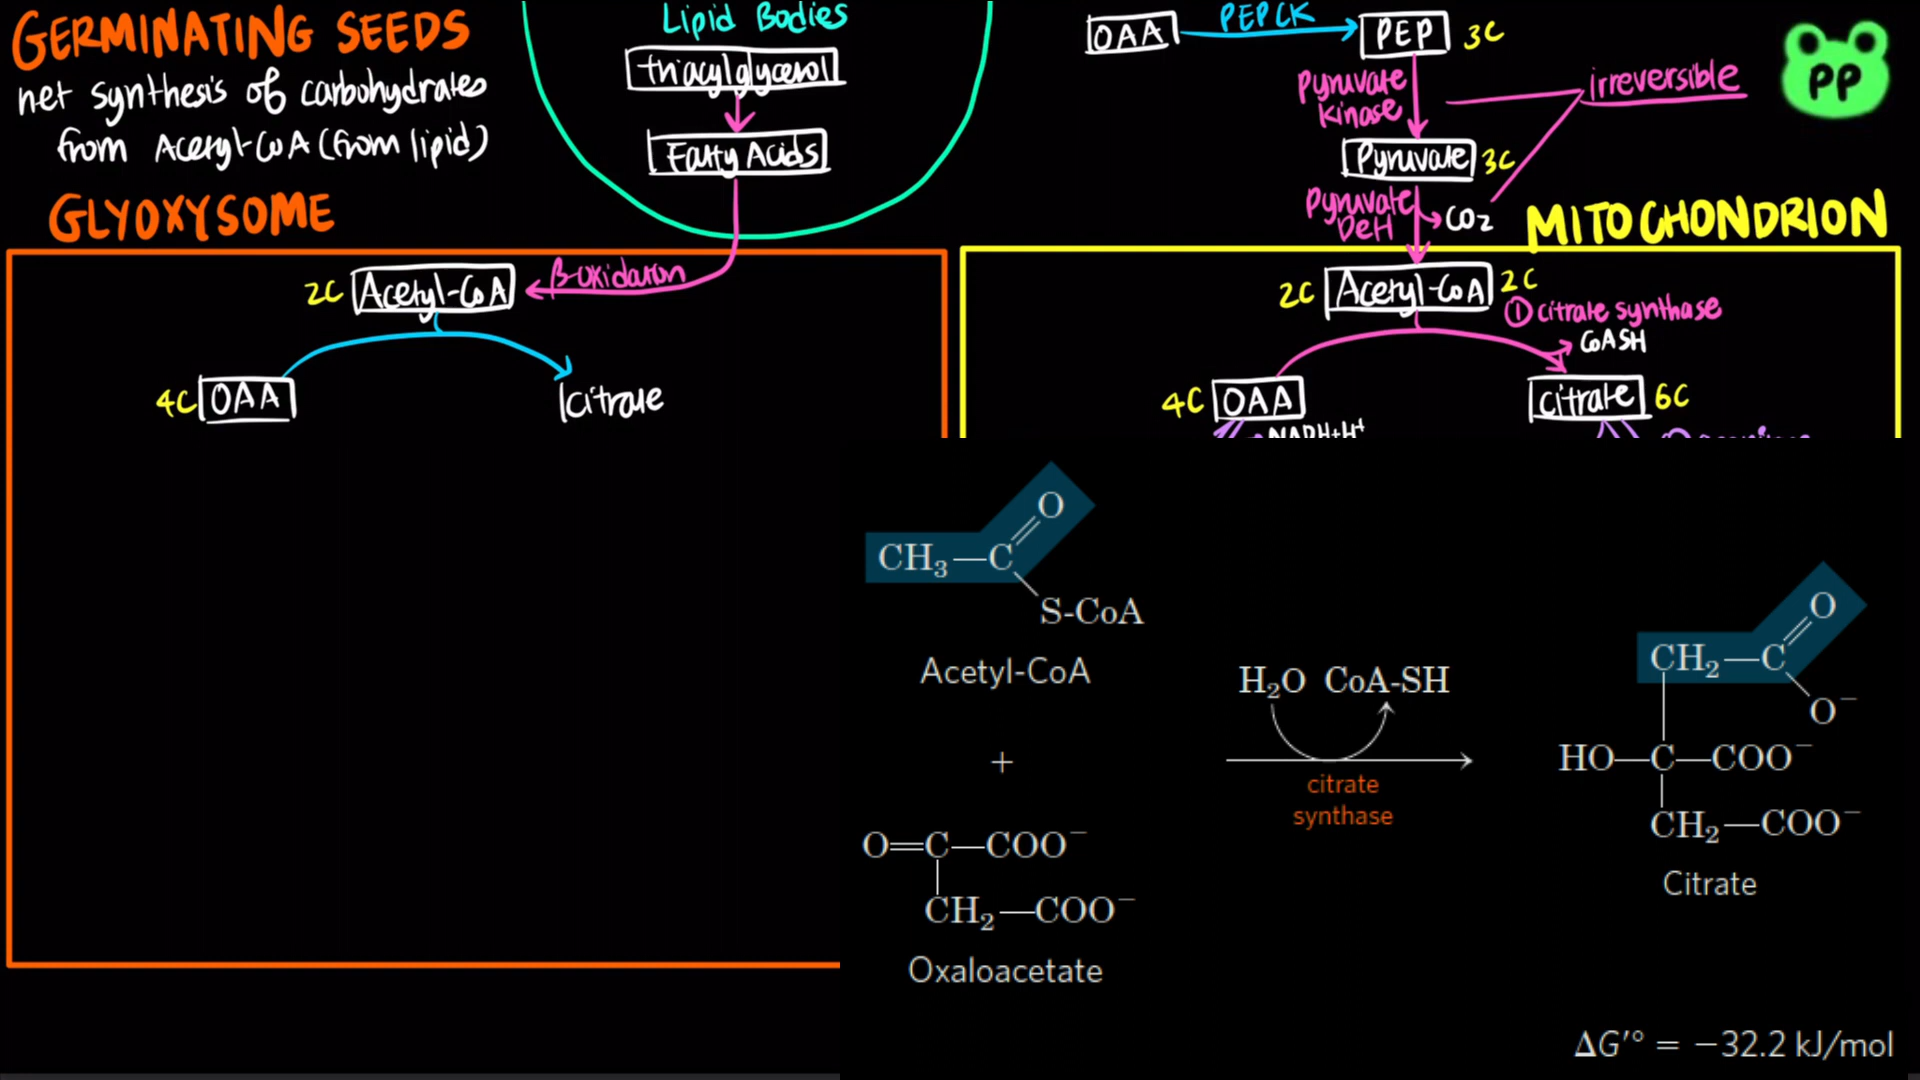 GERMINATING SEEDS
net synthesis of carbohydrates
from Acetyl-CoA (from lipid)
GLYOXYSOME
Lipid Bodies
triacylglycerol
Fatty Acids
β-oxidation
2C Acetyl-CoA
4C OAA
citrate
OAA PEPCK PEP 3C
Pyruvate
kinase
irreversible
PP
Pyruvate 3C
Pyruvate
DeH
CO2
MITOCHONDRION
2C Acetyl-CoA 2C
① citrate synthase
CoASH
4C OAA
citrate 6C
NADH+H+
O
CH₃—C
S-CoA
Acetyl-CoA
+
O=C—COO⁻
CH₂—COO⁻
Oxaloacetate
H₂O CoA-SH
citrate
synthase
O
CH₂—C
O⁻
HO—C—COO⁻
CH₂—COO⁻
Citrate
ΔG′° = −32.2 kJ/mol